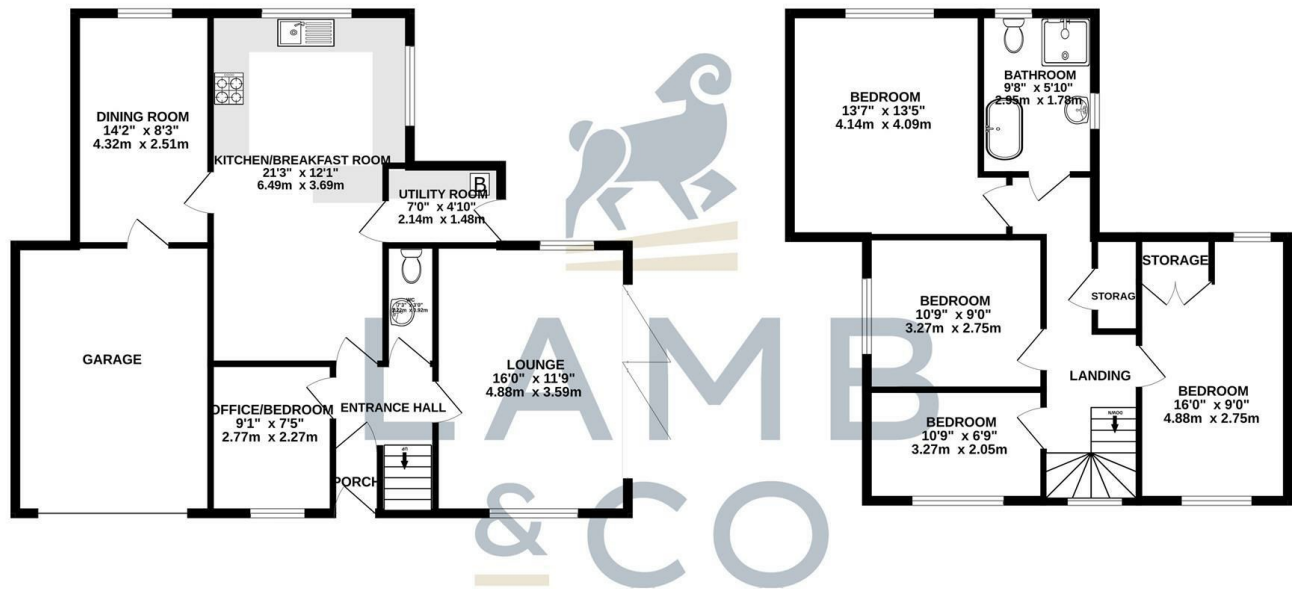 DINING ROOM
14'2" x 8'3"
4.32m x 2.51m
KITCHEN/BREAKFAST ROOM
21'3" x 12'1"
6.49m x 3.69m
UTILITY ROOM
7'0" x 4'10"
2.14m x 1.48m
B
GARAGE
WC
LOUNGE
16'0" x 11'9"
4.88m x 3.59m
OFFICE/BEDROOM
9'1" x 7'5"
2.77m x 2.27m
ENTRANCE HALL
UP
PORCH
BEDROOM
13'7" x 13'5"
4.14m x 4.09m
BATHROOM
9'8" x 5'10"
2.95m x 1.78m
BEDROOM
10'9" x 9'0"
3.27m x 2.75m
STORAGE
STORAG
LANDING
DOWN
BEDROOM
16'0" x 9'0"
4.88m x 2.75m
BEDROOM
10'9" x 6'9"
3.27m x 2.05m
LAMB
& CO